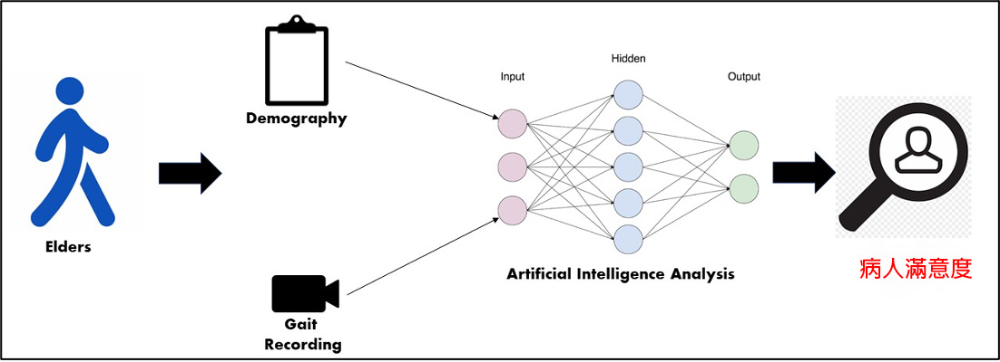 Elders
Demography
Gait
Recording
Input
Hidden
Output
Artificial Intelligence Analysis
病人滿意度